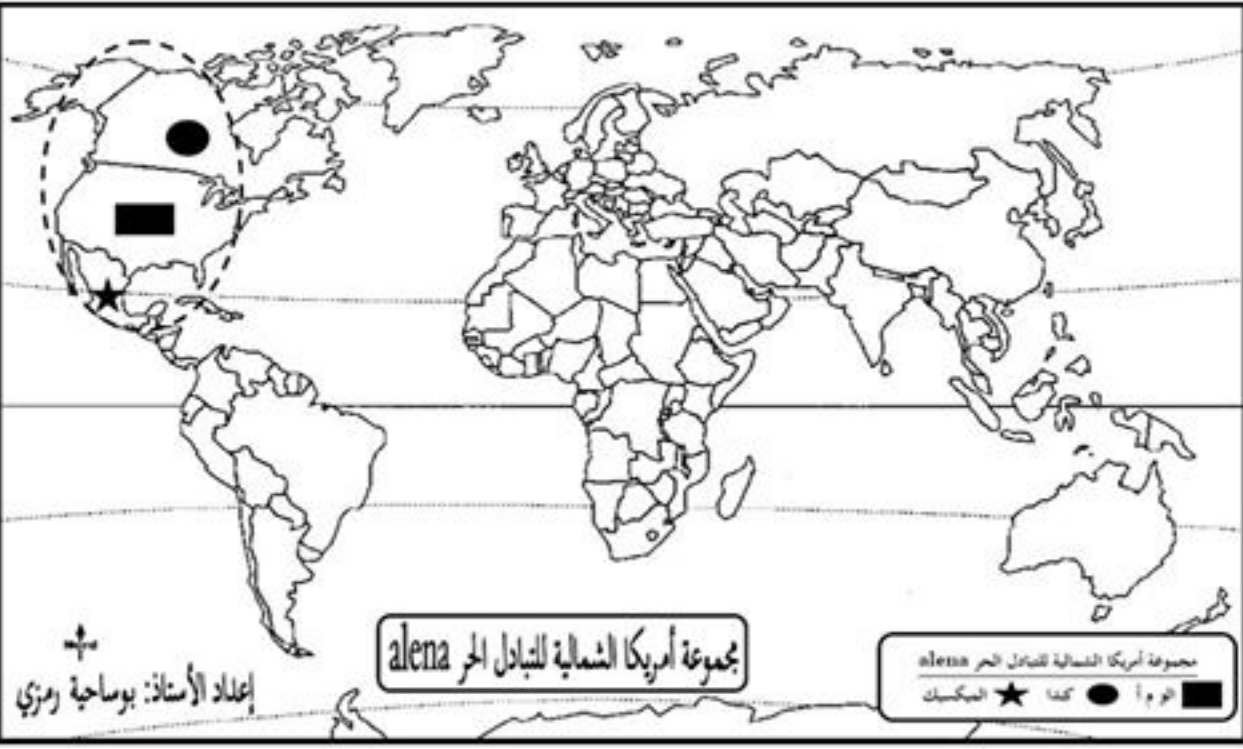 مجموعة أمريكا الشمالية للتبادل الحر alena
إعداد الأستاذ: بوساحية رمزي
مجموعة أمريكا الشمالية للتبادل الحر alena
الو م أ كندا المكسيك